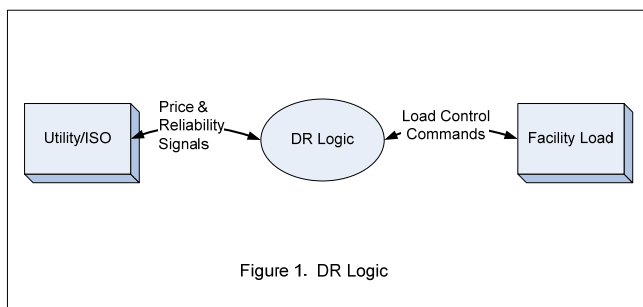 Utility/ISO
Price &
Reliability
Signals
DR Logic
Load Control
Commands
Facility Load
Figure 1. DR Logic